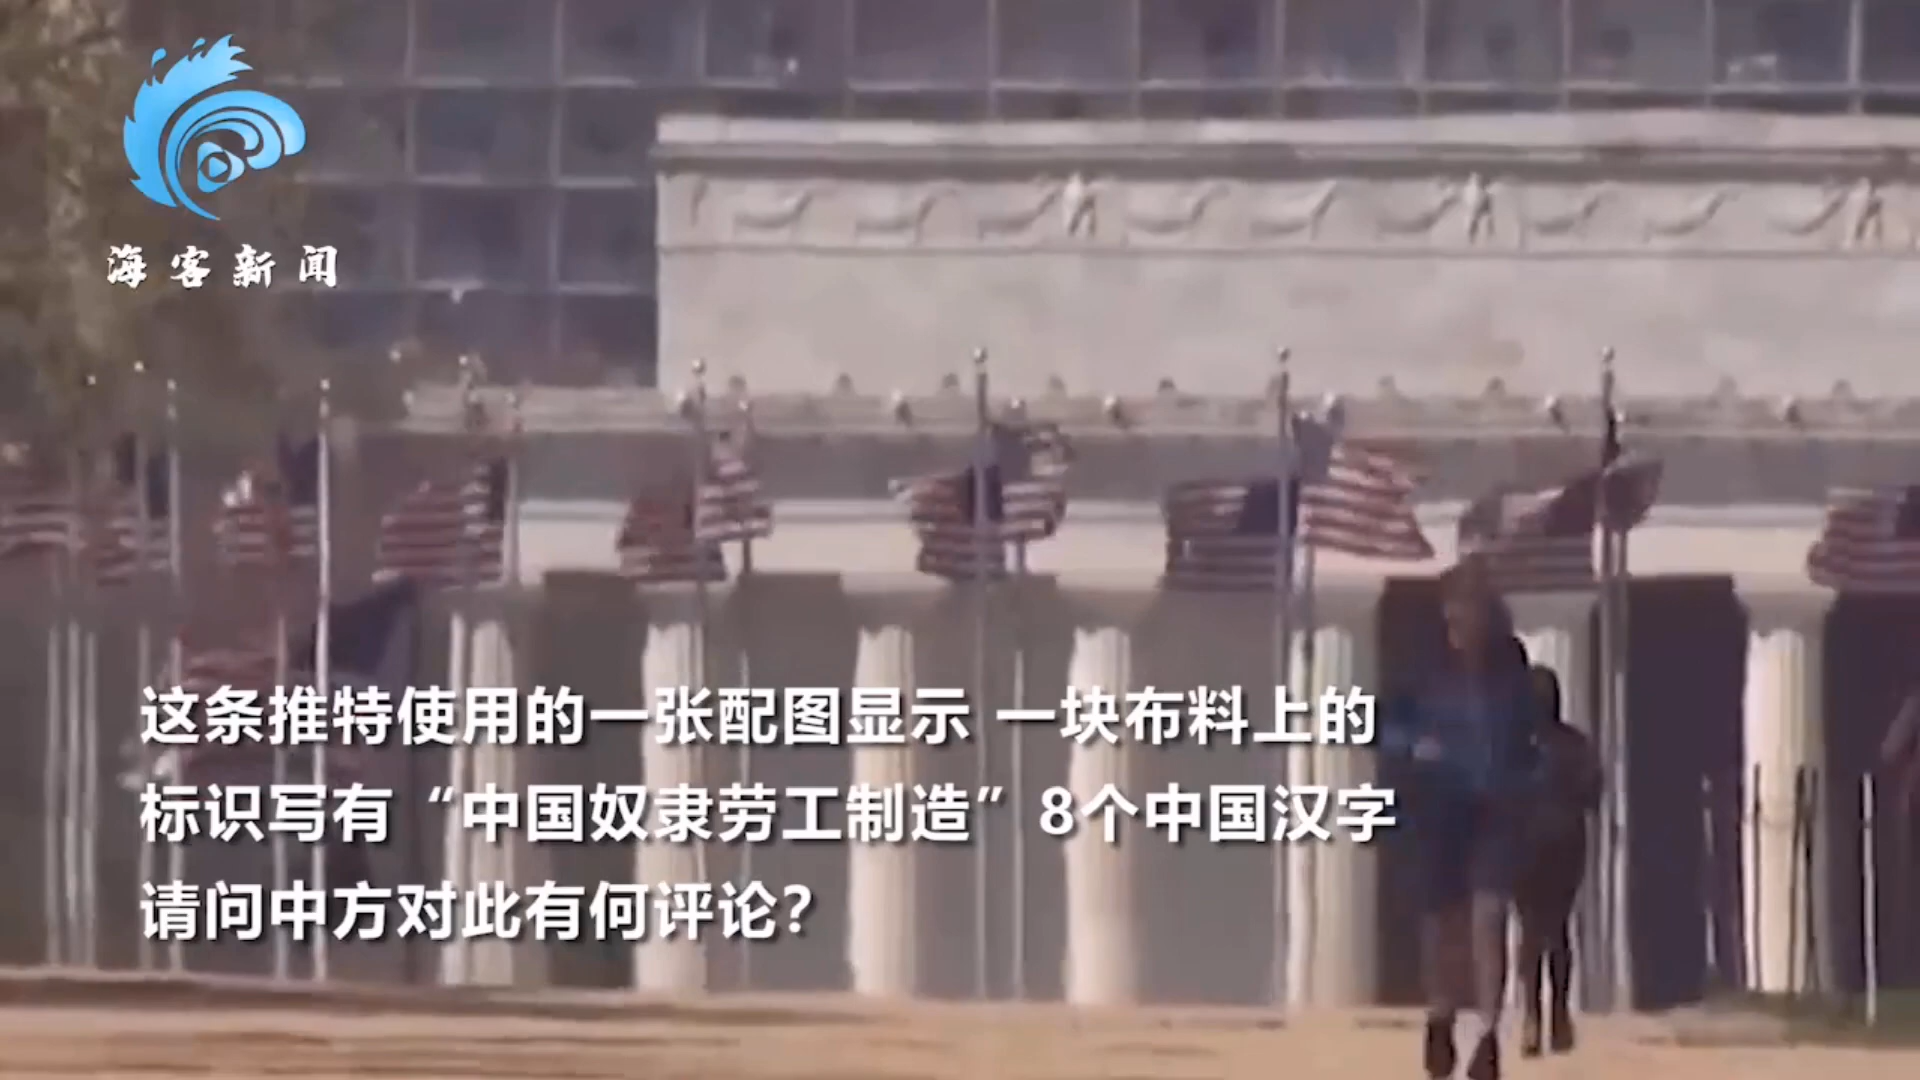 海客新闻
这条推特使用的一张配图显示 一块布料上的
标识写有“中国奴隶劳工制造”8个中国汉字
请问中方对此有何评论？